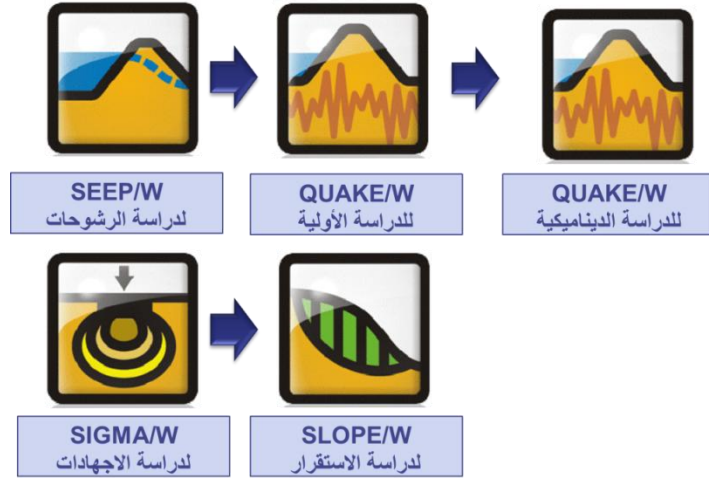 SEEP/W
لدراسة الرشوحات
QUAKE/W
للدراسة الأولية
QUAKE/W
للدراسة الديناميكية
SIGMA/W
لدراسة الاجهادات
SLOPE/W
لدراسة الاستقرار